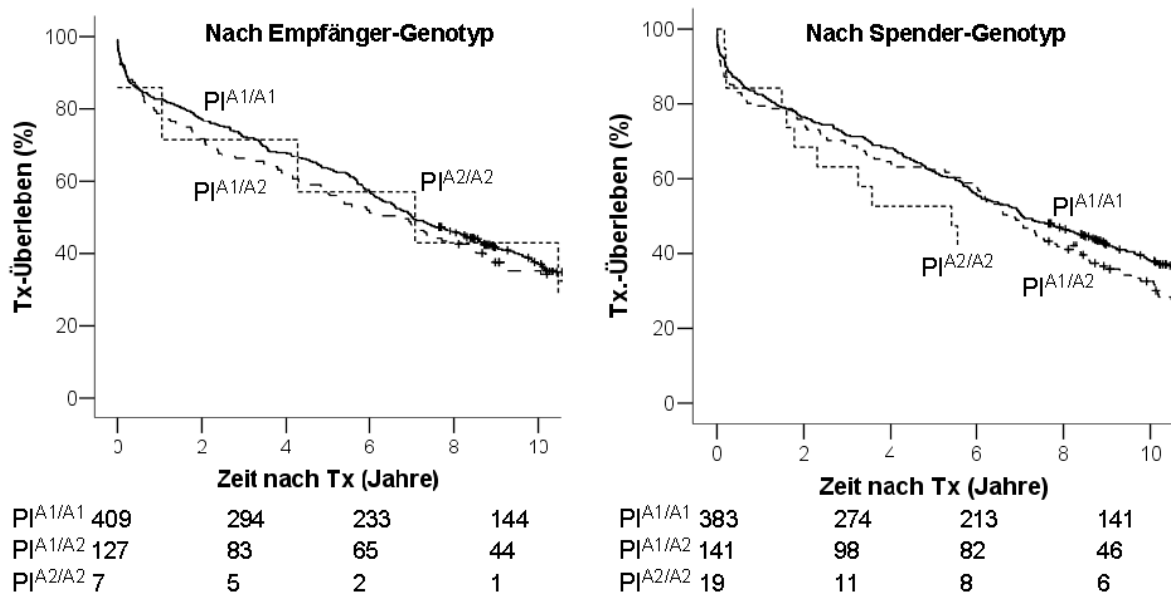 Nach Empfänger-Genotyp
Tx-Überleben (%)
100
80
60
40
20
0
Pl^A1/A1
Pl^A1/A2
Pl^A2/A2
0 2 4 6 8 10
Zeit nach Tx (Jahre)
Pl^A1/A1 409 294 233 144
Pl^A1/A2 127 83 65 44
Pl^A2/A2 7 5 2 1
Nach Spender-Genotyp
Tx.-Überleben (%)
100
80
60
40
20
0
Pl^A1/A1
Pl^A2/A2
Pl^A1/A2
0 2 4 6 8 10
Zeit nach Tx (Jahre)
Pl^A1/A1 383 274 213 141
Pl^A1/A2 141 98 82 46
Pl^A2/A2 19 11 8 6